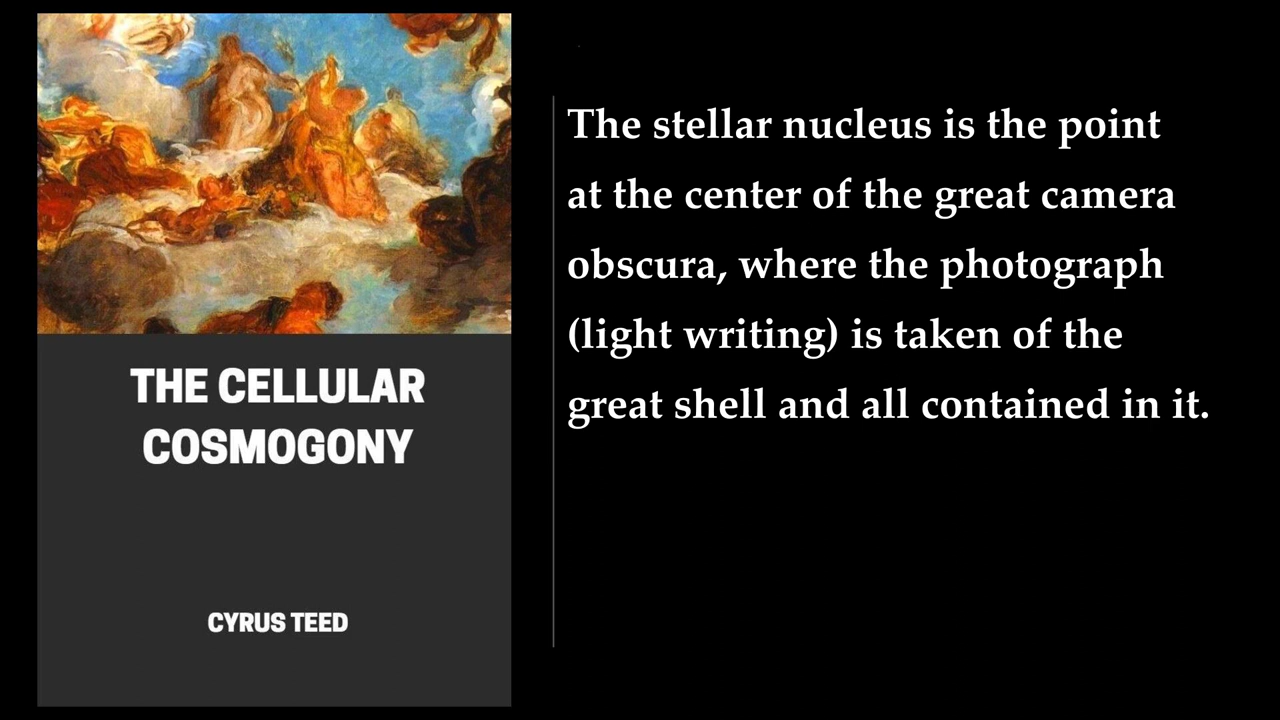 THE CELLULAR
COSMOGONY
CYRUS TEED
The stellar nucleus is the point
at the center of the great camera
obscura, where the photograph
(light writing) is taken of the
great shell and all contained in it.